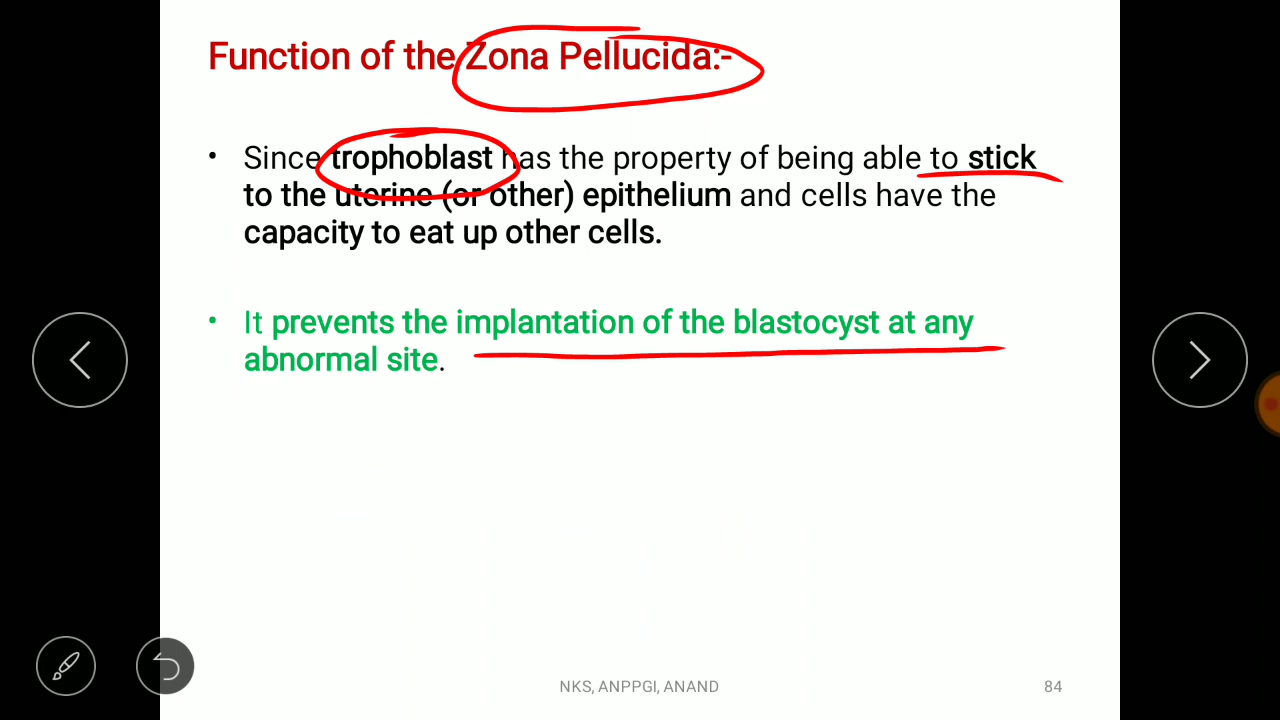 Function of the Zona Pellucida:-
• Since trophoblast has the property of being able to stick
to the uterine (or other) epithelium and cells have the
capacity to eat up other cells.
• It prevents the implantation of the blastocyst at any
abnormal site.
NKS, ANPPGI, ANAND
84